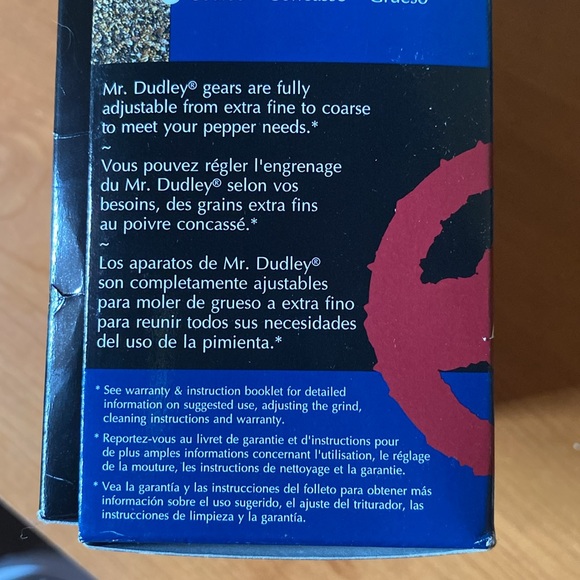 Concassé Grueso
Mr. Dudley® gears are fully
adjustable from extra fine to coarse
to meet your pepper needs.*
~
Vous pouvez régler l'engrenage
du Mr. Dudley® selon vos
besoins, des grains extra fins
au poivre concassé.*
~
Los aparatos de Mr. Dudley®
son completamente ajustables
para moler de grueso a extra fino
para reunir todos sus necesidades
del uso de la pimienta.*
* See warranty & instruction booklet for detailed
information on suggested use, adjusting the grind,
cleaning instructions and warranty.
* Reportez-vous au livret de garantie et d'instructions pour
de plus amples informations concernant l'utilisation, le réglage
de la mouture, les instructions de nettoyage et la garantie.
* Vea la garantía y las instrucciones del folleto para obtener más
información sobre el uso sugerido, el ajuste del triturador, las
instrucciones de limpieza y la garantía.